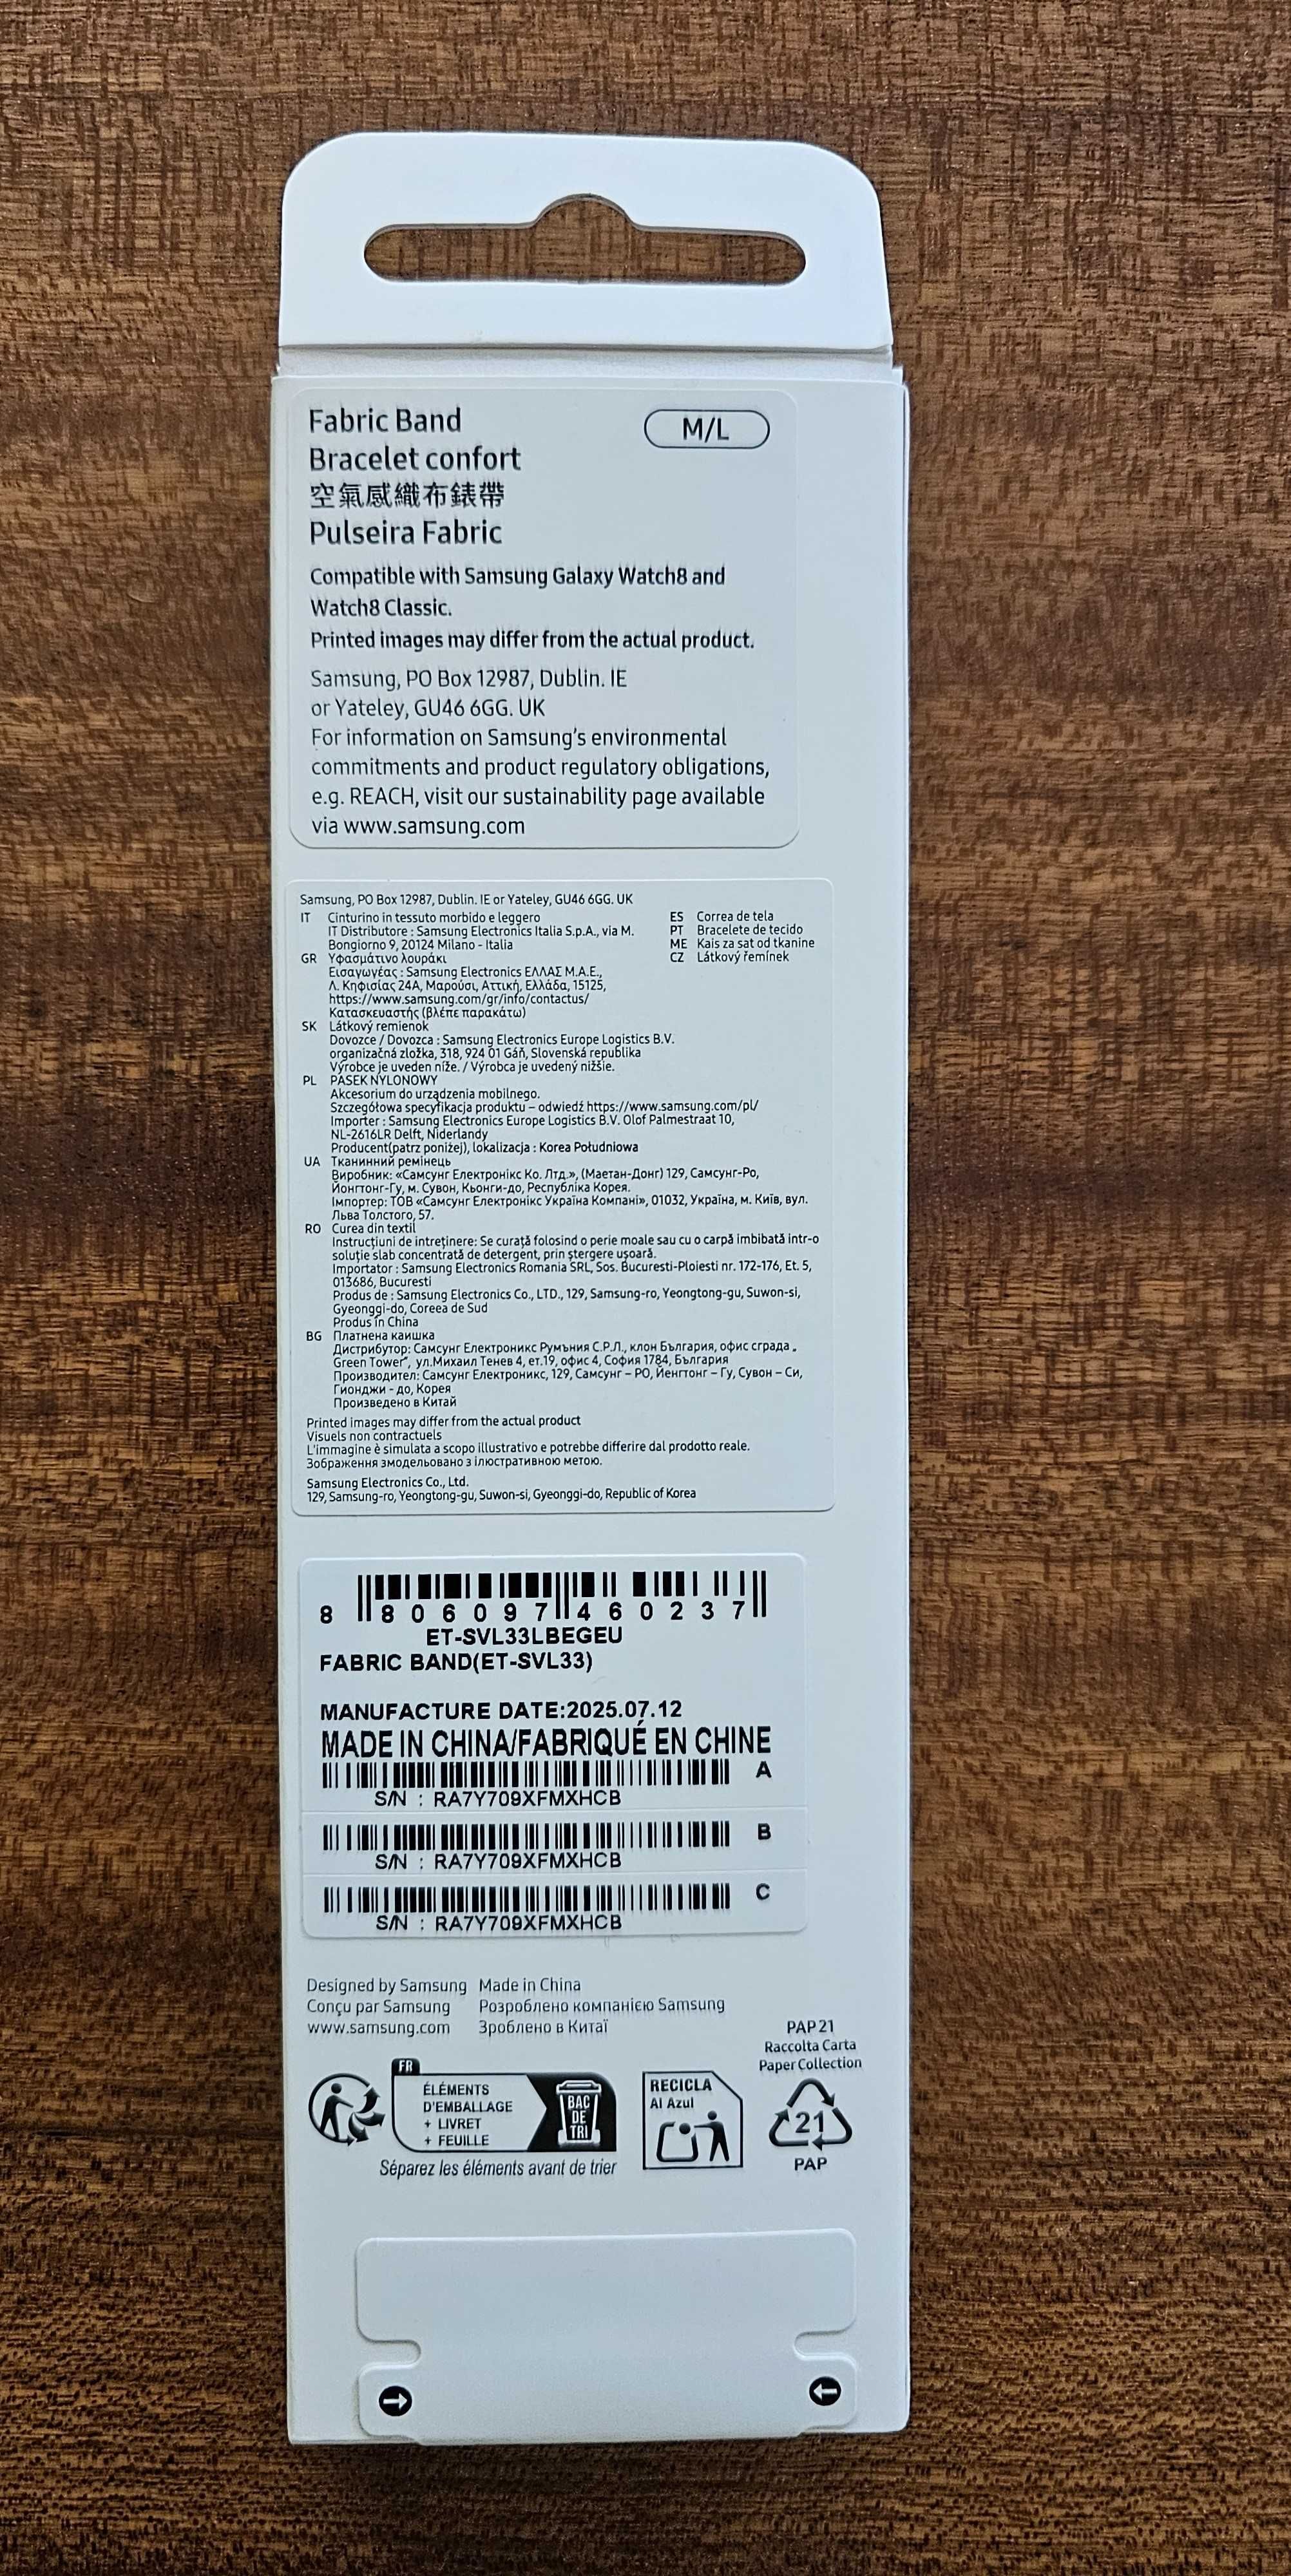 Fabric Band
M/L
Bracelet confort
空氣感織布錶帶
Pulseira Fabric
Compatible with Samsung Galaxy Watch8 and
Watch8 Classic.
Printed images may differ from the actual product.
Samsung, PO Box 12987, Dublin. IE
or Yateley, GU46 6GG. UK
For information on Samsung's environmental
commitments and product regulatory obligations,
e.g. REACH, visit our sustainability page available
via www.samsung.com
Samsung, PO Box 12987, Dublin. IE or Yateley, GU46 6GG. UK
IT Cinturino in tessuto morbido e leggero
IT Distributore : Samsung Electronics Italia S.p.A., via M.
Bongiorno 9, 20124 Milano - Italia
GR Υφασμάτινο λουράκι
Εισαγωγέας : Samsung Electronics ΕΛΛΑΣ Μ.Α.Ε.,
Λ. Κηφισίας 24Α, Μαρούσι, Αττική, Ελλάδα, 15125,
https://www.samsung.com/gr/info/contactus/
Κατασκευαστής (βλέπε παρακάτω)
SK Látkový remienok
Dovozce / Dovozca : Samsung Electronics Europe Logistics B.V.
organizačná zložka, 318, 924 01 Gáň, Slovenská republika
Výrobce je uveden níže. / Výrobca je uvedený nižšie.
PL PASEK NYLONOWY
Akcesorium do urządzenia mobilnego.
Szczegółowa specyfikacja produktu – odwiedź https://www.samsung.com/pl/
Importer : Samsung Electronics Europe Logistics B.V. Olof Palmestraat 10,
NL-2616LR Delft, Niderlandy
Producent(patrz poniżej), lokalizacja : Korea Południowa
UA Тканинний ремінець
Виробник: «Самсунг Електронікс Ко. Лтд.», (Маетан-Донг) 129, Самсунг-Ро,
Йонгтонг-Гу, м. Сувон, Кьонги-до, Республіка Корея.
Імпортер: ТОВ «Самсунг Електронікс Україна Компані», 01032, Україна, м. Київ, вул.
Льва Толстого, 57.
RO Curea din textil
Instrucțiuni de intreținere: Se curață folosind o perie moale sau cu o carpă imbibată intr-o
soluție slab concentrată de detergent, prin ștergere ușoară.
Importator : Samsung Electronics Romania SRL, Sos. Bucuresti-Ploiesti nr. 172-176, Et. 5,
013686, Bucuresti
Produs de : Samsung Electronics Co., LTD., 129, Samsung-ro, Yeongtong-gu, Suwon-si,
Gyeonggi-do, Coreea de Sud
Produs în China
BG Платнена каишка
Дистрибутор: Самсунг Електроникс Румъния С.Р.Л., клон България, офис сграда „
Green Tower", ул.Михаил Тенев 4, ет.19, офис 4, София 1784, България
Производител: Самсунг Електроникс, 129, Самсунг – РО, Йенгтонг – Гу, Сувон – Си,
Гионджи - до, Корея
Произведено в Китай
ES Correa de tela
PT Bracelete de tecido
ME Kais za sat od tkanine
CZ Látkový řemínek
Printed images may differ from the actual product
Visuels non contractuels
L'immagine è simulata a scopo illustrativo e potrebbe differire dal prodotto reale.
Зображення змодельовано з ілюстративною метою.
Samsung Electronics Co., Ltd.
129, Samsung-ro, Yeongtong-gu, Suwon-si, Gyeonggi-do, Republic of Korea
8 806097 460237
ET-SVL33LBEGEU
FABRIC BAND(ET-SVL33)
MANUFACTURE DATE:2025.07.12
MADE IN CHINA/FABRIQUÉ EN CHINE
A
S/N : RA7Y709XFMXHCB
B
S/N : RA7Y709XFMXHCB
C
S/N : RA7Y709XFMXHCB
Designed by Samsung Made in China
Conçu par Samsung Розроблено компанією Samsung
www.samsung.com Зроблено в Китаї
PAP 21
Raccolta Carta
Paper Collection
FR
ÉLÉMENTS
D'EMBALLAGE
+ LIVRET
+ FEUILLE
BAC
DE
TRI
Séparez les éléments avant de trier
RECICLA
Al Azul
21
PAP